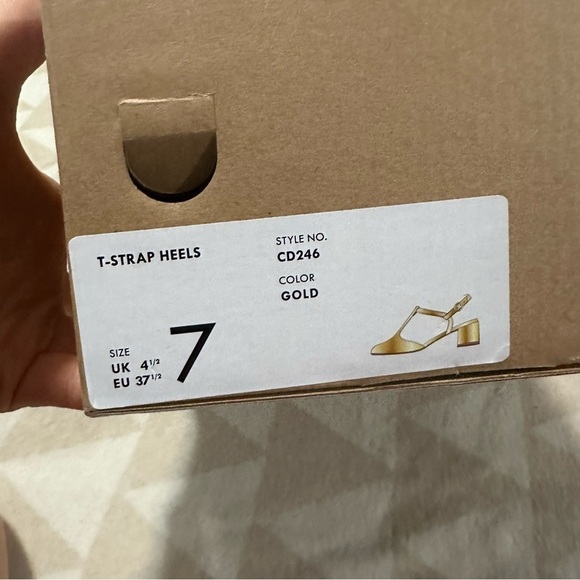 T-STRAP HEELS
STYLE NO.
CD246
COLOR
GOLD
SIZE
UK 4 1/2
EU 37 1/2
7